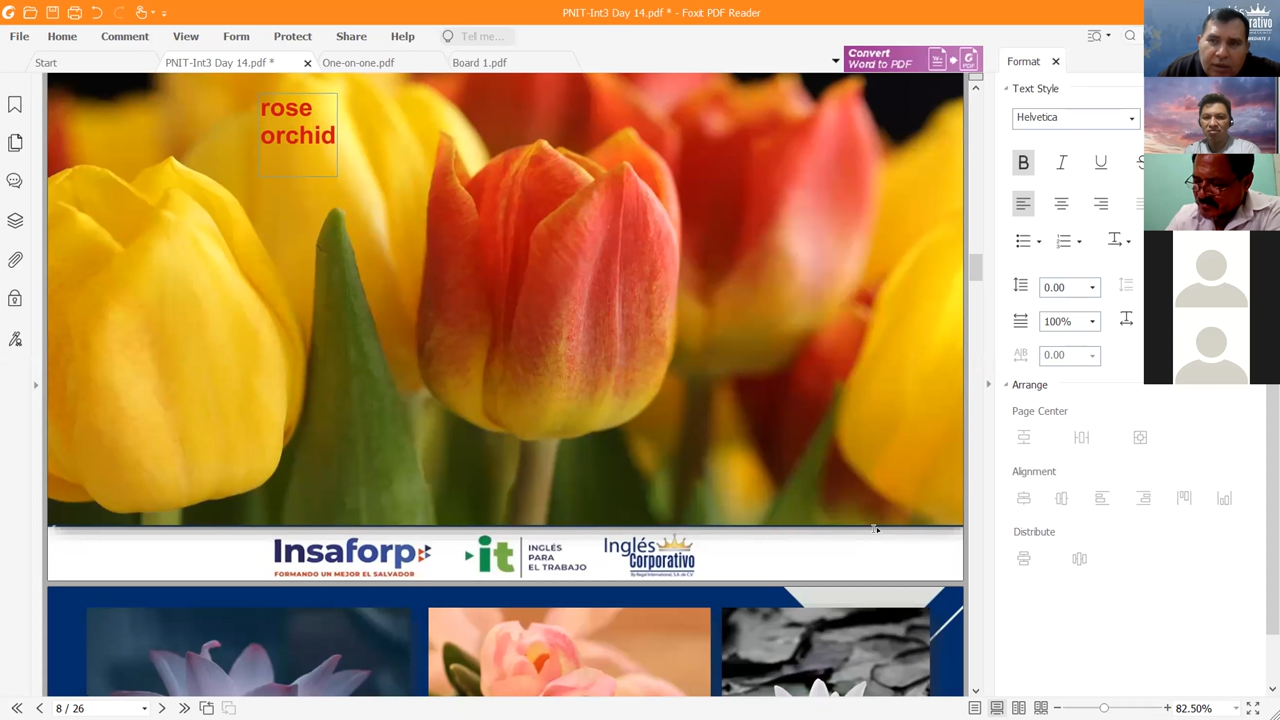 PNIT-Int3 Day 14.pdf * - Foxit PDF Reader
File Home Comment View Form Protect Share Help Tell me...
Start
PNIT-Int3 Day 14.pdf *
One-on-one.pdf
Board 1.pdf
Convert
Word to PDF
Format
Text Style
Helvetica
B I U
0.00
100%
0.00
Arrange
Page Center
Alignment
Distribute
rose
orchid
Insaforp
FORMANDO UN MEJOR EL SALVADOR
it
INGLÉS
PARA
EL TRABAJO
Inglés
Corporativo
8 / 26
82.50%